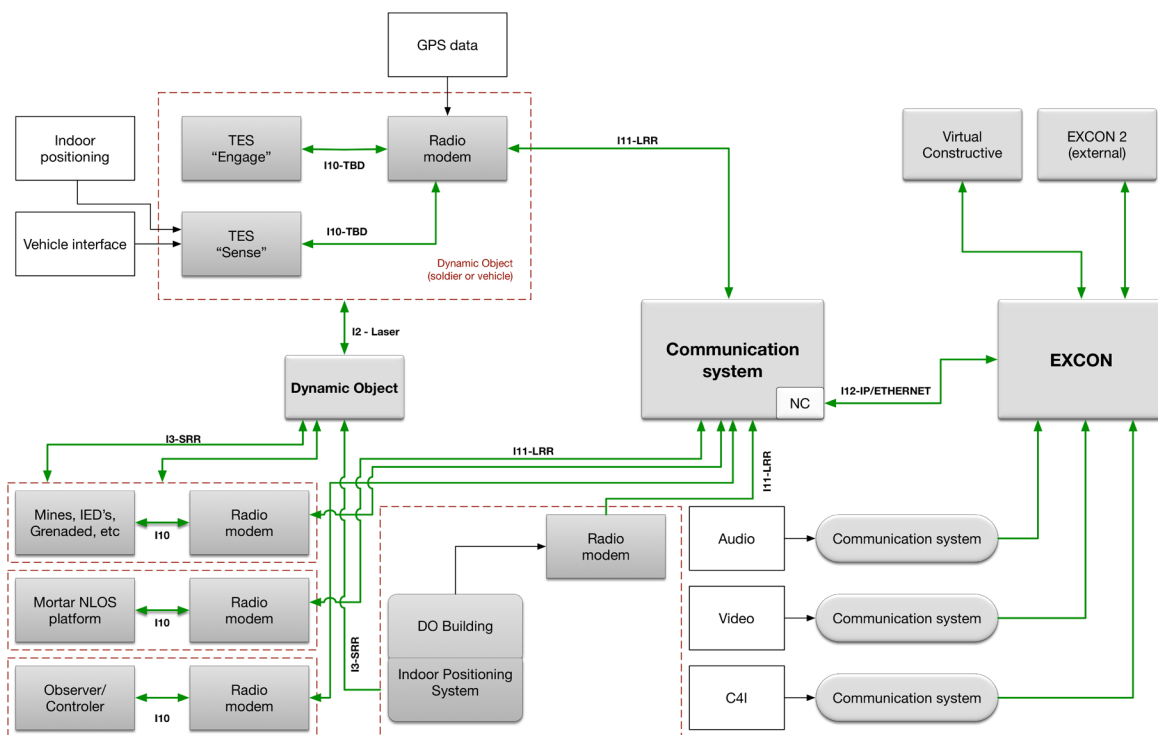 GPS data
Indoor
positioning
Vehicle interface
TES
“Engage”
I10-TBD
Radio
modem
TES
“Sense”
I10-TBD
Dynamic Object
(soldier or vehicle)
I11-LRR
Virtual
Constructive
EXCON 2
(external)
I2 - Laser
Dynamic Object
Communication
system
NC
I12-IP/ETHERNET
EXCON
I3-SRR
I11-LRR
I11-LRR
Mines, IED’s,
Grenaded, etc
I10
Radio
modem
Mortar NLOS
platform
I10
Radio
modem
Observer/
Controler
I10
Radio
modem
I3-SRR
Radio
modem
DO Building
Indoor Positioning
System
Audio
Communication system
Video
Communication system
C4I
Communication system